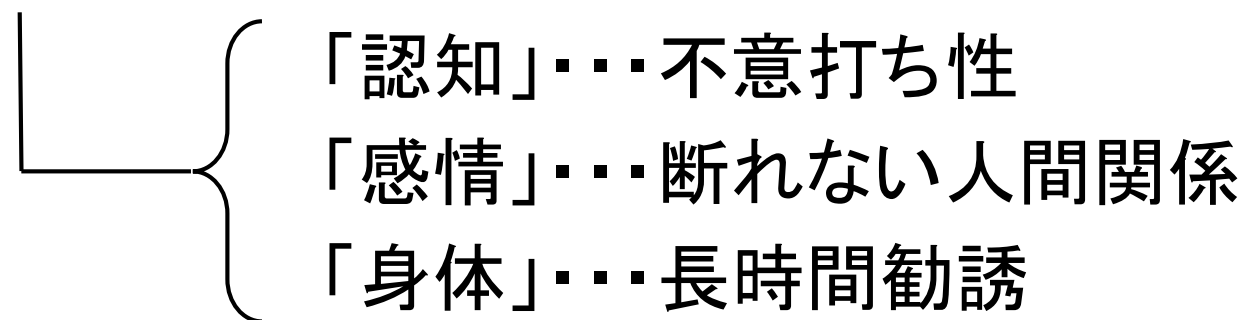 「認知」・・・不意打ち性
「感情」・・・断れない人間関係
「身体」・・・長時間勧誘